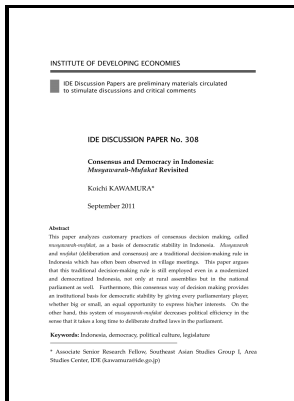 INSTITUTE OF DEVELOPING ECONOMIES
IDE Discussion Papers are preliminary materials circulated
to stimulate discussions and critical comments
IDE DISCUSSION PAPER No. 308
Consensus and Democracy in Indonesia:
Musyawarah-Mufakat Revisited
Koichi KAWAMURA*
September 2011
Abstract
This paper analyzes customary practices of consensus decision making, called
musyawarah-mufakat, as a basis of democratic stability in Indonesia. Musyawarah
and mufakat (deliberation and consensus) are a traditional decision-making rule in
Indonesia which has often been observed in village meetings. This paper argues
that this traditional decision-making rule is still employed even in a modernized
and democratized Indonesia, not only at rural assemblies but in the national
parliament as well. Furthermore, this consensus way of decision making provides
an institutional basis for democratic stability by giving every parliamentary player,
whether big or small, an equal opportunity to express his/her interests. On the
other hand, this system of musyawarah-mufakat decreases political efficiency in the
sense that it takes a long time to deliberate drafted laws in the parliament.
Keywords: Indonesia, democracy, political culture, legislature
* Associate Senior Research Fellow, Southeast Asian Studies Group I, Area
Studies Center, IDE (kawamura@ide.go.jp)